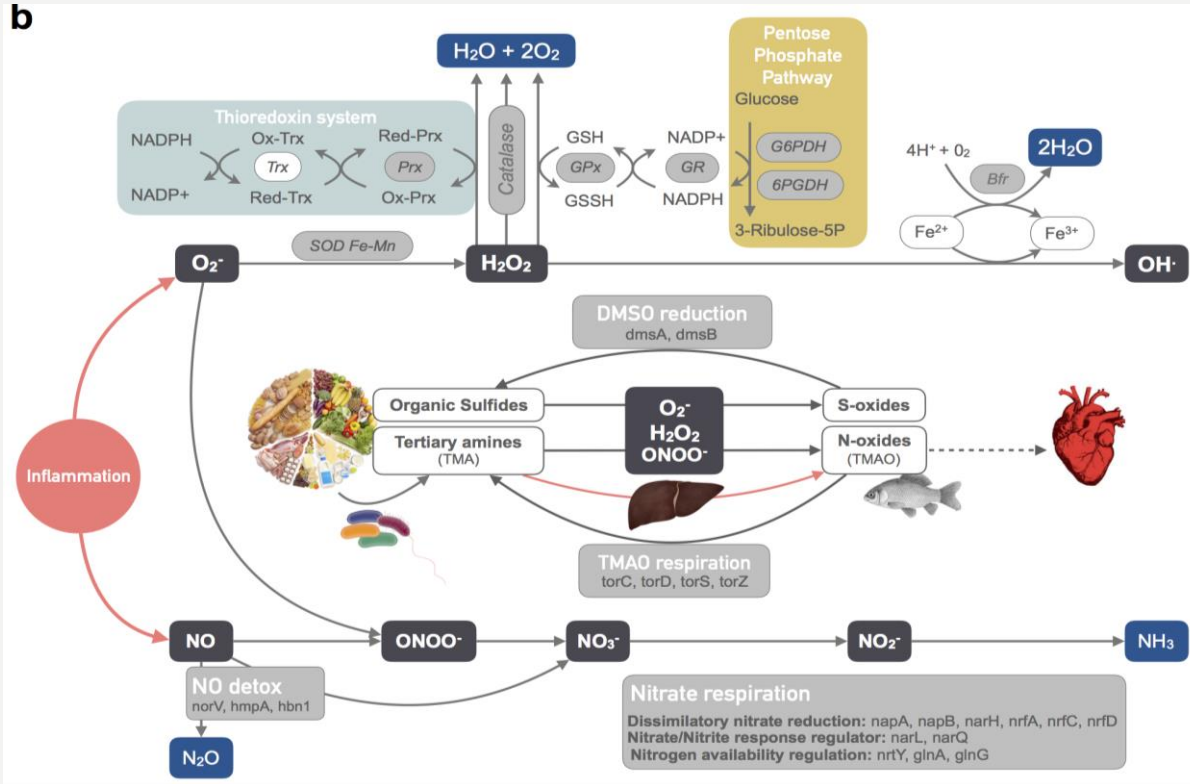 b
H₂O + 2O₂
Pentose
Phosphate
Pathway
Glucose
G6PDH
6PGDH
3-Ribulose-5P
Thioredoxin system
NADPH
NADP+
Ox-Trx
Trx
Red-Trx
Red-Prx
Prx
Ox-Prx
Catalase
GSH
GPx
GSSH
NADP+
GR
NADPH
4H⁺ + 0₂
Bfr
2H₂O
Fe²⁺
Fe³⁺
O₂⁻
SOD Fe-Mn
H₂O₂
OH·
DMSO reduction
dmsA, dmsB
Organic Sulfides
Tertiary amines
(TMA)
O₂⁻
H₂O₂
ONOO⁻
S-oxides
N-oxides
(TMAO)
Inflammation
TMAO respiration
torC, torD, torS, torZ
NO
ONOO⁻
NO₃⁻
NO₂⁻
NH₃
NO detox
norV, hmpA, hbn1
N₂O
Nitrate respiration
Dissimilatory nitrate reduction: napA, napB, narH, nrfA, nrfC, nrfD
Nitrate/Nitrite response regulator: narL, narQ
Nitrogen availability regulation: nrtY, glnA, glnG